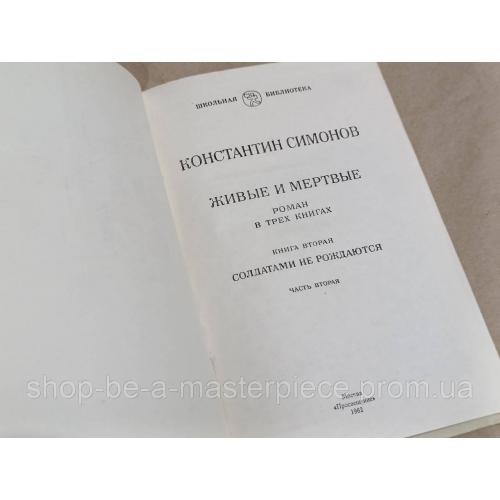 ШКОЛЬНАЯ БИБЛИОТЕКА
КОНСТАНТИН СИМОНОВ
ЖИВЫЕ И МЕРТВЫЕ
РОМАН
В ТРЕХ КНИГАХ
КНИГА ВТОРАЯ
СОЛДАТАМИ НЕ РОЖДАЮТСЯ
ЧАСТЬ ВТОРАЯ
shop-be-a-masterpiece.prom.ua
Москва
«Просвещение»
1982